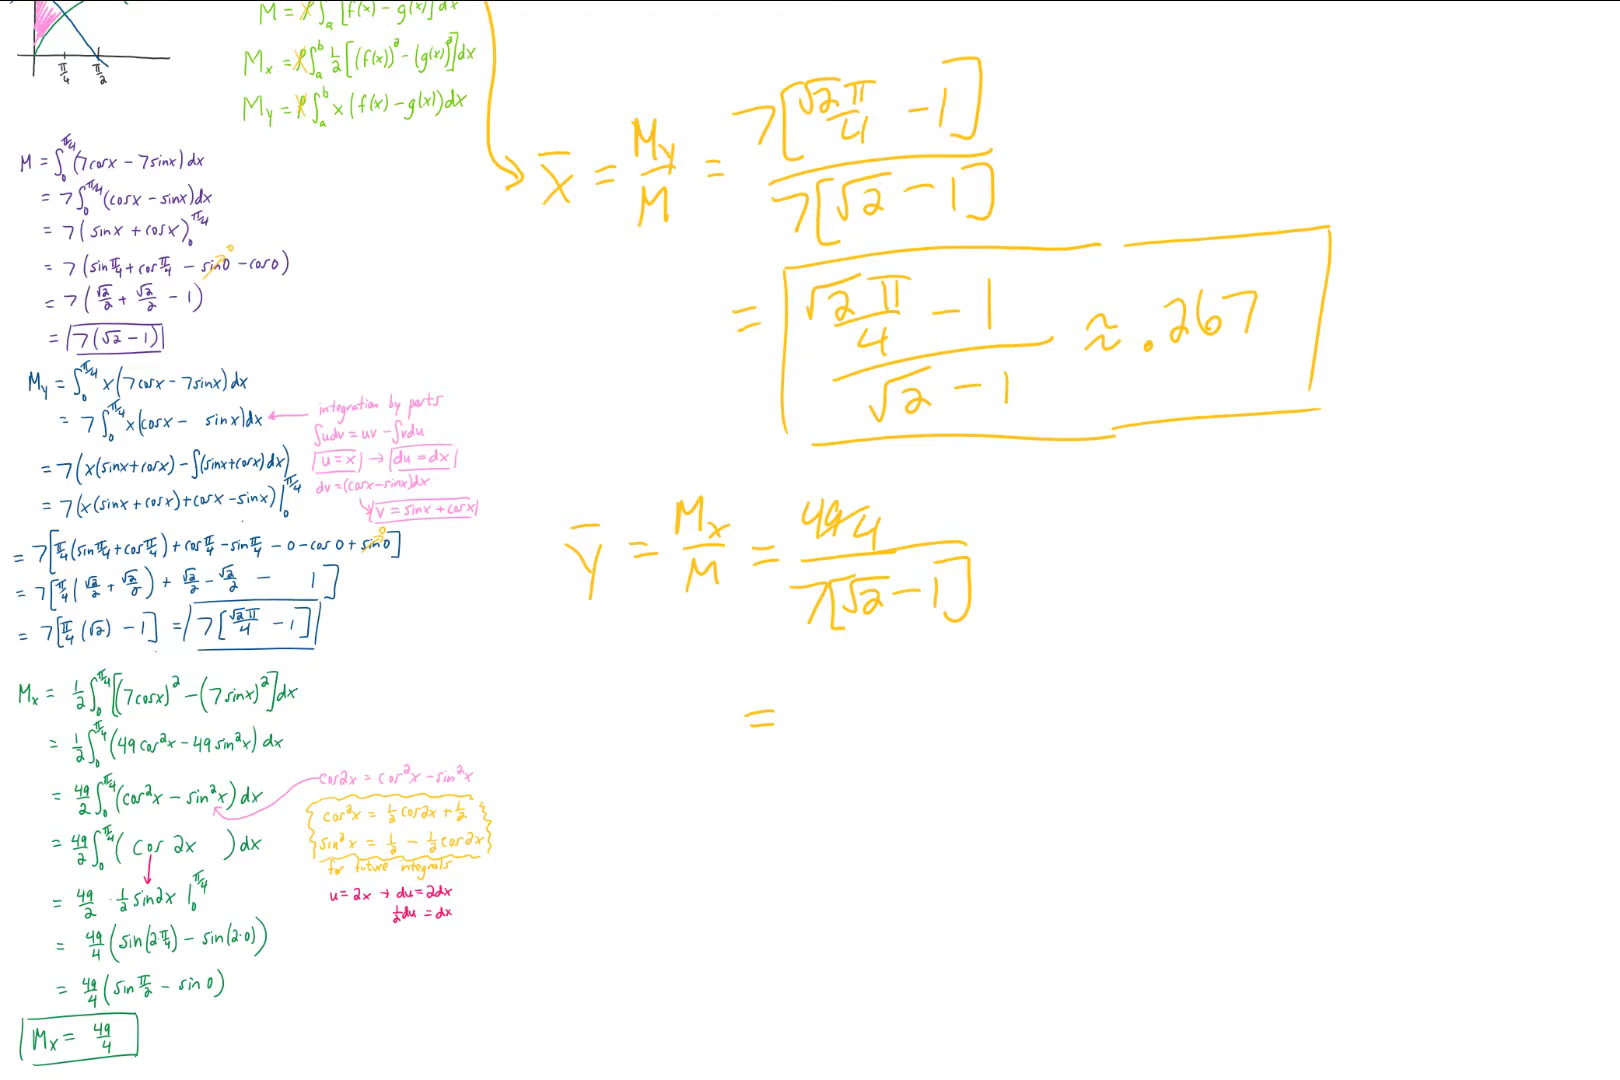 M = ρ∫_a^b [f(x) - g(x)]dx
M_x = ρ∫_a^b 1/2[(f(x))² - (g(x))²]dx
M_y = ρ∫_a^b x(f(x) - g(x))dx
π/4 π/2
M = ∫_0^{π/4} (7cosx - 7sinx)dx
= 7∫_0^{π/4} (cosx - sinx)dx
= 7(sinx + cosx)_0^{π/4}
= 7(sin π/4 + cos π/4 - sin0 - cos0)
0
= 7(√2/2 + √2/2 - 1)
= 7(√2 - 1)
M_y = ∫_0^{π/4} x(7cosx - 7sinx)dx
= 7∫_0^{π/4} x(cosx - sinx)dx
= 7(x(sinx+cosx) - ∫(sinx+cosx)dx)
= 7(x(sinx + cosx) + cosx - sinx)|_0^{π/4}
= 7[π/4(sin π/4 + cos π/4) + cos π/4 - sin π/4 - 0 - cos 0 + sin0]
0
= 7[π/4(√2/2 + √2/2) + √2/2 - √2/2 - 1]
= 7[π/4(√2) - 1] = 7[√2π/4 - 1]
integration by parts
∫udv = uv - ∫vdu
u = x → du = dx
dv = (cosx - sinx)dx
v = sinx + cosx
M_x = 1/2∫_0^{π/4} [(7cosx)² - (7sinx)²]dx
= 1/2∫_0^{π/4} (49cos²x - 49sin²x)dx
= 49/2∫_0^{π/4} (cos²x - sin²x)dx
= 49/2∫_0^{π/4} (cos 2x )dx
= 49/2 · 1/2 sin2x |_0^{π/4}
= 49/4(sin(2·π/4) - sin(2·0))
= 49/4(sin π/2 - sin 0)
M_x = 49/4
cos2x = cos²x - sin²x
cos²x = 1/2 cos2x + 1/2
sin²x = 1/2 - 1/2 cos2x
for future integrals
u = 2x → du = 2dx
1/2du = dx
x̄ = M_y/M = 7[√2π/4 - 1] / 7[√2 - 1]
= (√2π/4 - 1)/(√2 - 1) ≈ .267
ȳ = M_x/M = 49/4 / 7[√2 - 1]
=